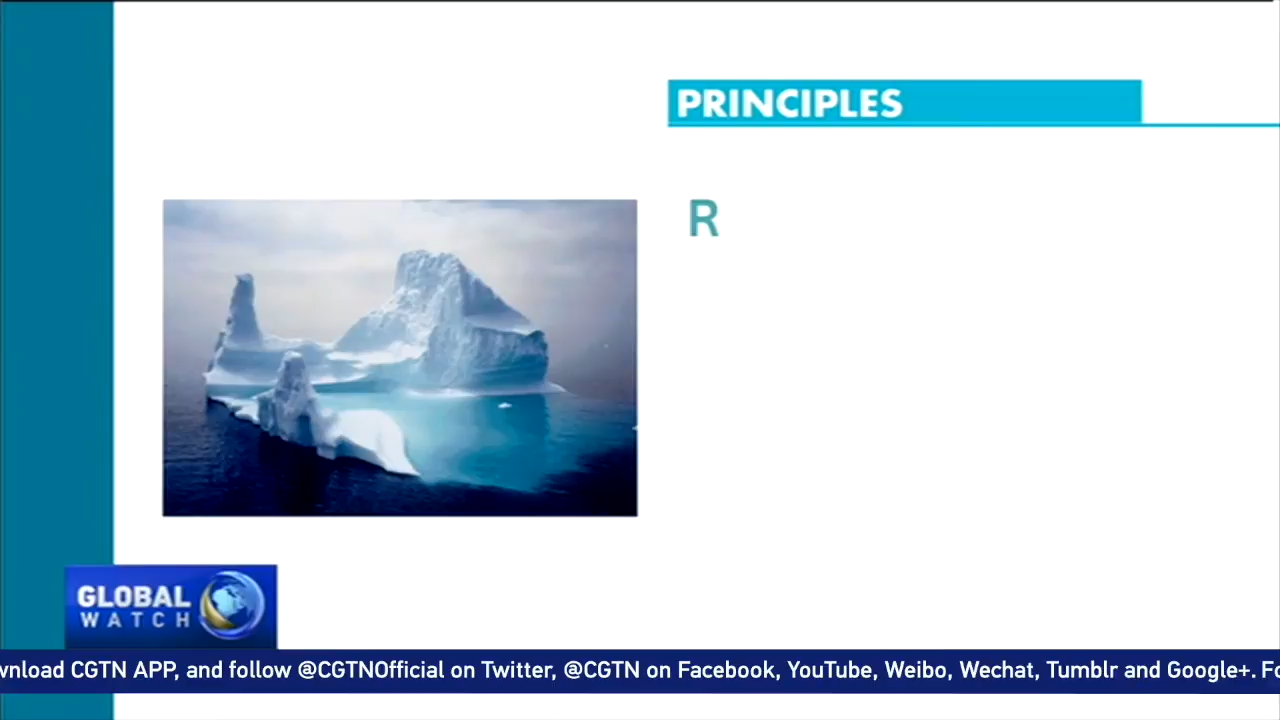 PRINCIPLES
R
GLOBAL
WATCH
wnload CGTN APP, and follow @CGTNOfficial on Twitter, @CGTN on Facebook, YouTube, Weibo, Wechat, Tumblr and Google+. Fo